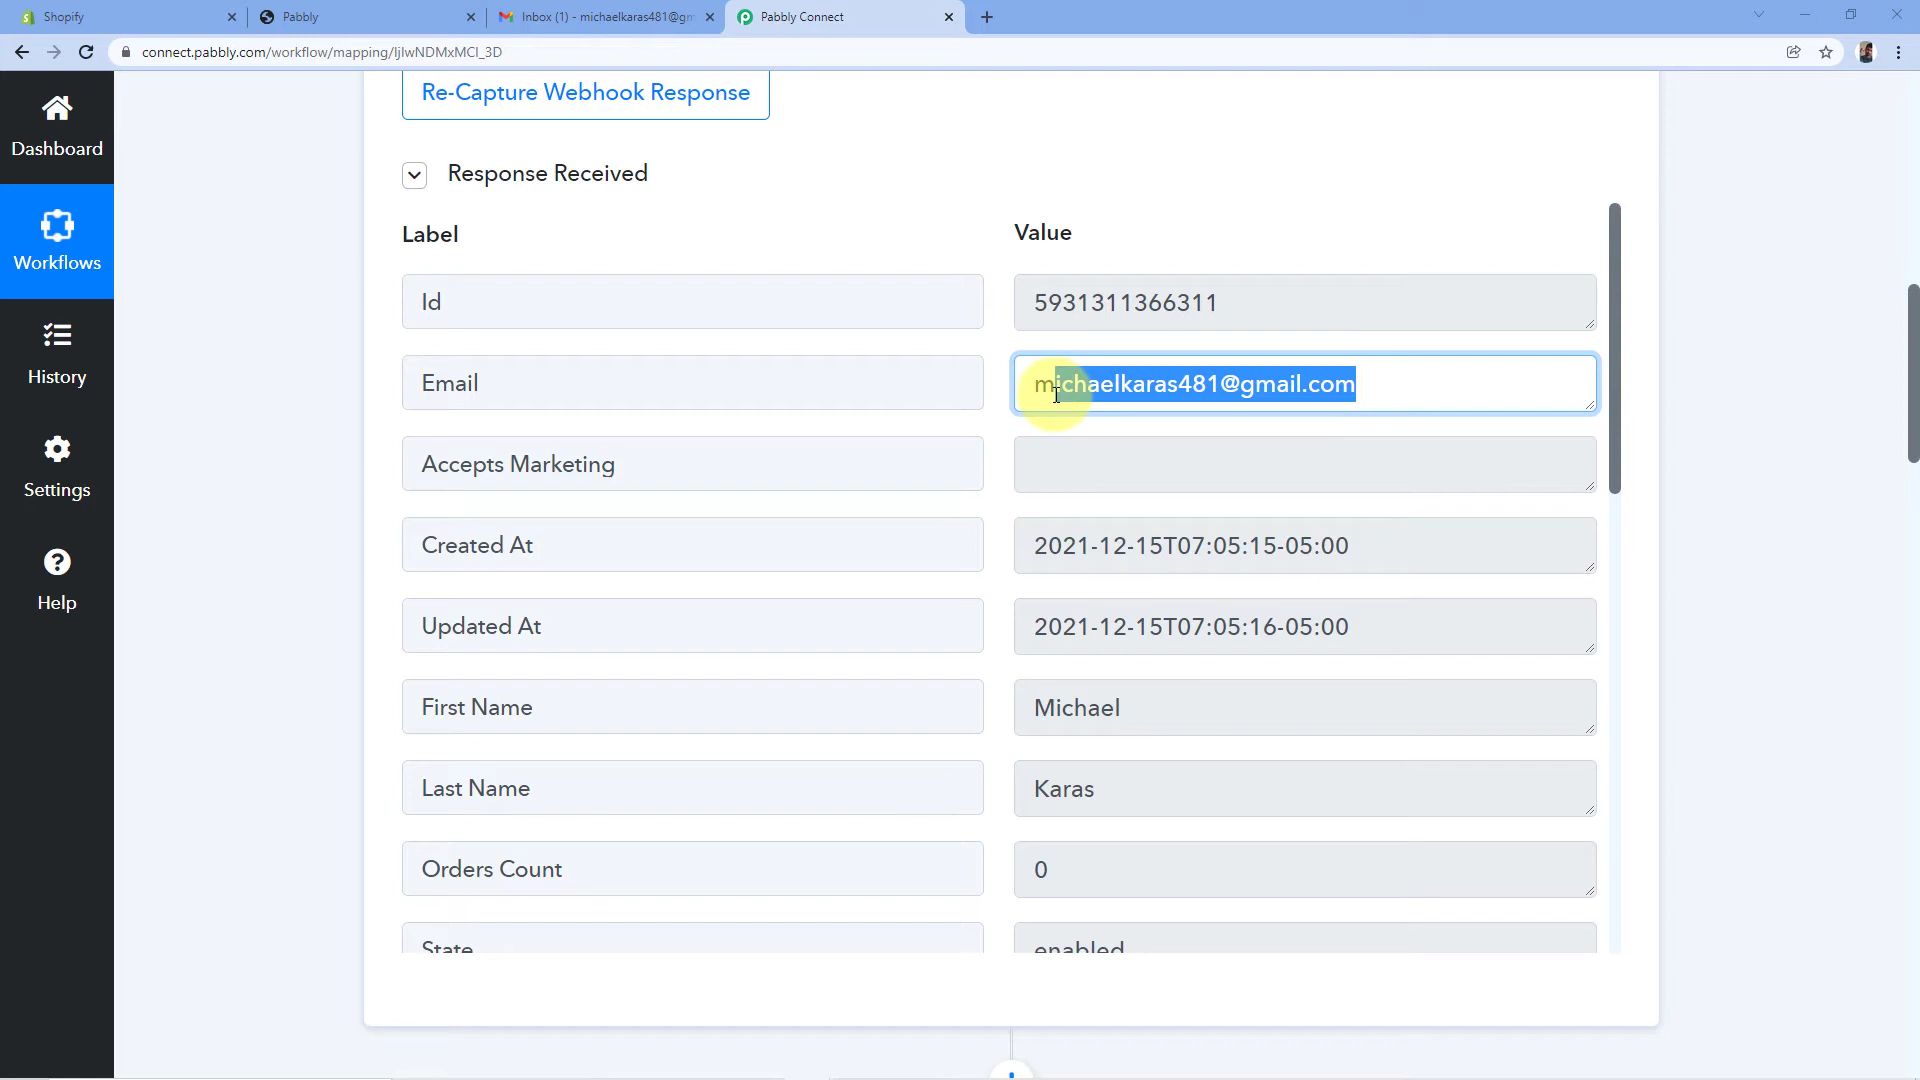 Shopify
Pabbly
Inbox (1) - michaelkaras481@gm
Pabbly Connect
connect.pabbly.com/workflow/mapping/IjIwNDMxMCI_3D
Dashboard
Workflows
History
Settings
Help
Re-Capture Webhook Response
Response Received
Label
Value
Id
5931311366311
Email
michaelkaras481@gmail.com
Accepts Marketing
Created At
2021-12-15T07:05:15-05:00
Updated At
2021-12-15T07:05:16-05:00
First Name
Michael
Last Name
Karas
Orders Count
0
State
enabled